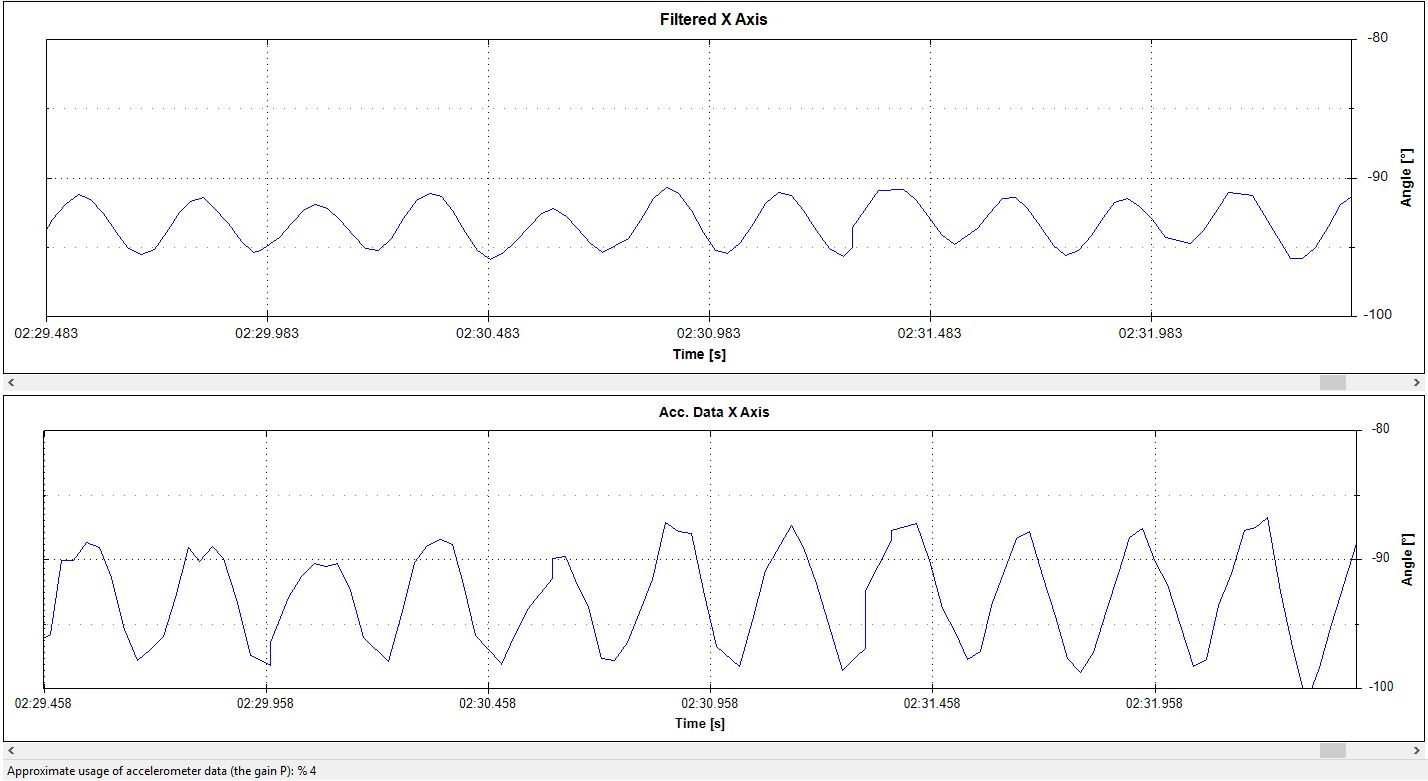 Filtered X Axis
-80
-90
-100
Angle [°]
02:29.483 02:29.983 02:30.483 02:30.983 02:31.483 02:31.983
Time [s]
Acc. Data X Axis
-80
-90
-100
Angle [°]
02:29.458 02:29.958 02:30.458 02:30.958 02:31.458 02:31.958
Time [s]
Approximate usage of accelerometer data (the gain P): % 4